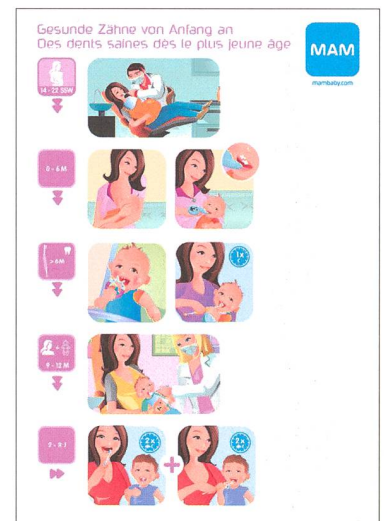 Gesunde Zähne von Anfang an
Des dents saines dès le plus jeune âge
MAM
mambaby.com
14 - 22 SSW
0 - 6 M
> 6M
1x
9 - 12 M
2x
2x